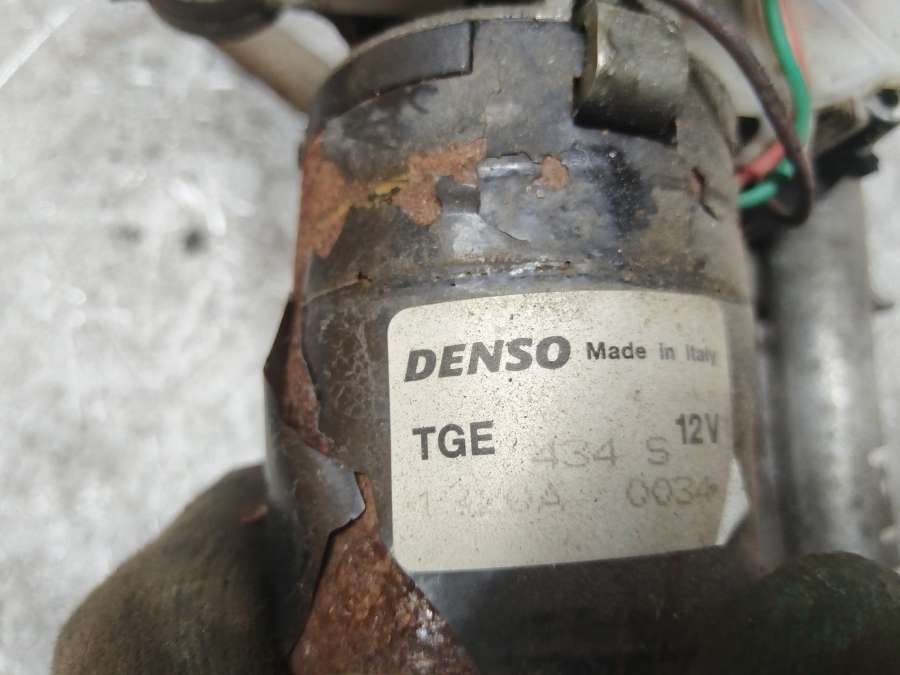 DENSO Made in Italy
TGE 434 S 12V
0034